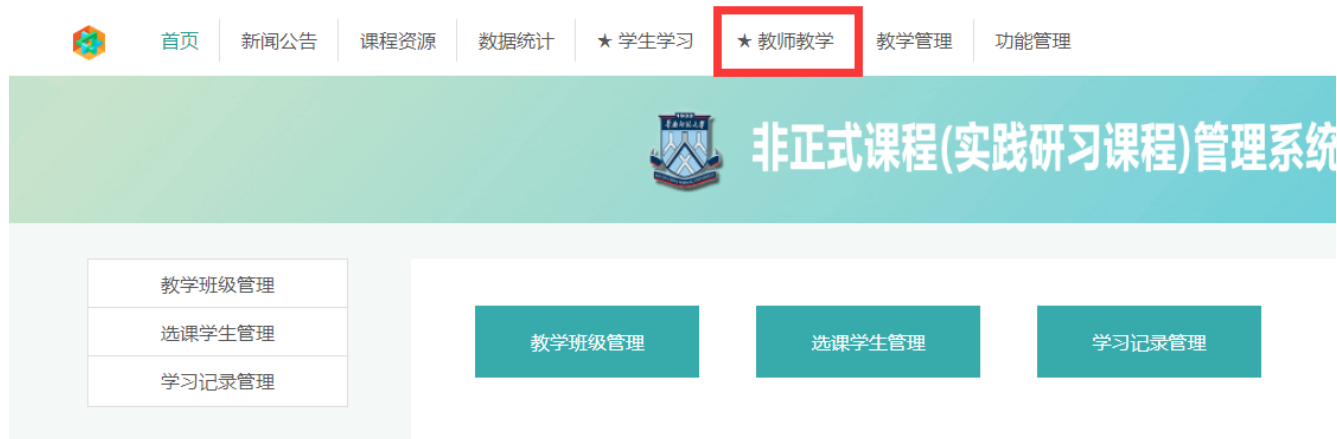 首页 新闻公告 课程资源 数据统计 ★ 学生学习 ★ 教师教学 教学管理 功能管理
1933
非正式课程(实践研习课程)管理系统
教学班级管理
选课学生管理
学习记录管理
教学班级管理 选课学生管理 学习记录管理